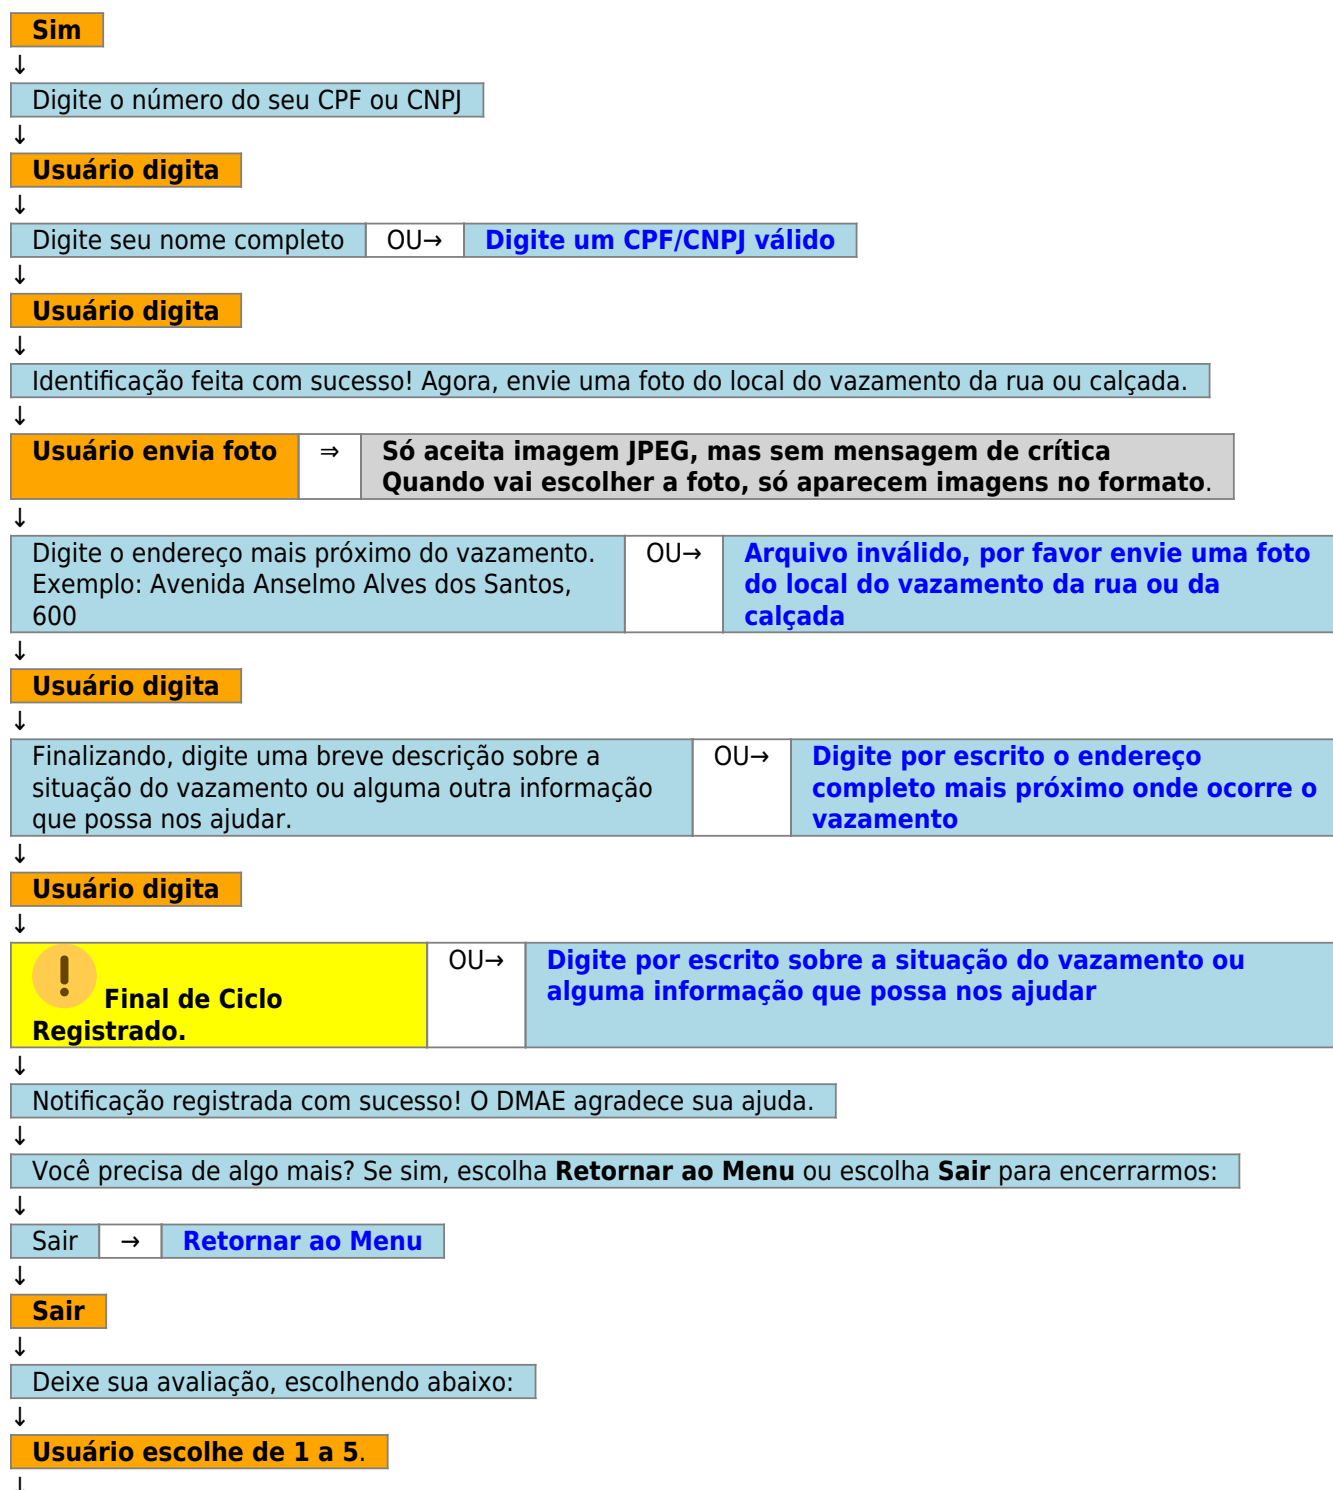 Sim
↓
Digite o número do seu CPF ou CNPJ
↓
Usuário digita
↓
Digite seu nome completo OU→ Digite um CPF/CNPJ válido
↓
Usuário digita
↓
Identificação feita com sucesso! Agora, envie uma foto do local do vazamento da rua ou calçada.
↓
Usuário envia foto ⇒ Só aceita imagem JPEG, mas sem mensagem de crítica
Quando vai escolher a foto, só aparecem imagens no formato.
↓
Digite o endereço mais próximo do vazamento.
Exemplo: Avenida Anselmo Alves dos Santos,
600
OU→
Arquivo inválido, por favor envie uma foto
do local do vazamento da rua ou da
calçada
↓
Usuário digita
↓
Finalizando, digite uma breve descrição sobre a
situação do vazamento ou alguma outra informação
que possa nos ajudar.
OU→
Digite por escrito o endereço
completo mais próximo onde ocorre o
vazamento
↓
Usuário digita
↓
! Final de Ciclo
Registrado.
OU→
Digite por escrito sobre a situação do vazamento ou
alguma informação que possa nos ajudar
↓
Notificação registrada com sucesso! O DMAE agradece sua ajuda.
↓
Você precisa de algo mais? Se sim, escolha Retornar ao Menu ou escolha Sair para encerrarmos:
↓
Sair → Retornar ao Menu
↓
Sair
↓
Deixe sua avaliação, escolhendo abaixo:
↓
Usuário escolhe de 1 a 5.
↓